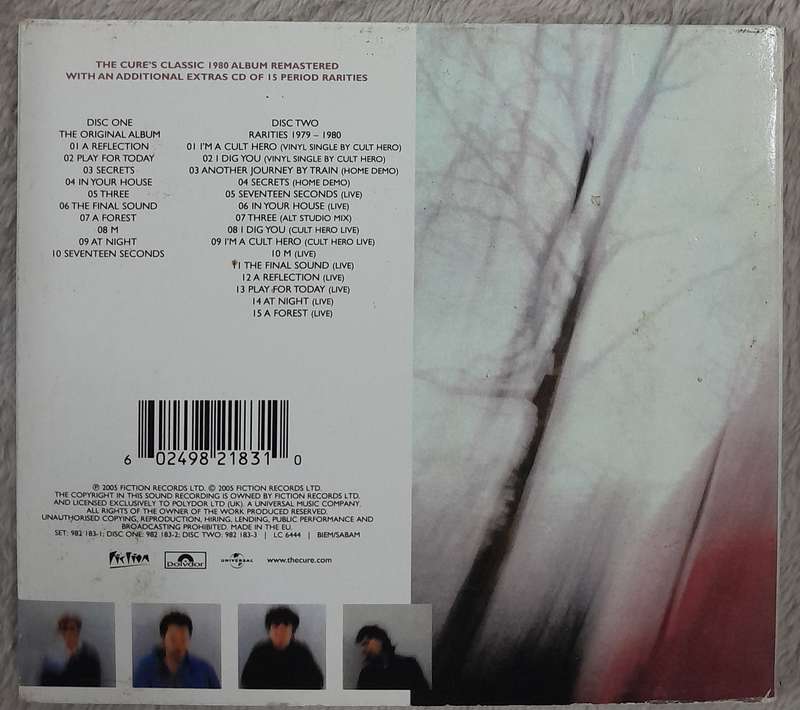 THE CURE'S CLASSIC 1980 ALBUM REMASTERED
WITH AN ADDITIONAL EXTRAS CD OF 15 PERIOD RARITIES
DISC ONE
THE ORIGINAL ALBUM
01 A REFLECTION
02 PLAY FOR TODAY
03 SECRETS
04 IN YOUR HOUSE
05 THREE
06 THE FINAL SOUND
07 A FOREST
08 M
09 AT NIGHT
10 SEVENTEEN SECONDS
DISC TWO
RARITIES 1979 – 1980
01 I'M A CULT HERO (VINYL SINGLE BY CULT HERO)
02 I DIG YOU (VINYL SINGLE BY CULT HERO)
03 ANOTHER JOURNEY BY TRAIN (HOME DEMO)
04 SECRETS (HOME DEMO)
05 SEVENTEEN SECONDS (LIVE)
06 IN YOUR HOUSE (LIVE)
07 THREE (ALT STUDIO MIX)
08 I DIG YOU (CULT HERO LIVE)
09 I'M A CULT HERO (CULT HERO LIVE)
10 M (LIVE)
11 THE FINAL SOUND (LIVE)
12 A REFLECTION (LIVE)
13 PLAY FOR TODAY (LIVE)
14 AT NIGHT (LIVE)
15 A FOREST (LIVE)
6 02498 21831 0
℗ 2005 FICTION RECORDS LTD. © 2005 FICTION RECORDS LTD.
THE COPYRIGHT IN THIS SOUND RECORDING IS OWNED BY FICTION RECORDS LTD.
AND LICENSED EXCLUSIVELY TO POLYDOR LTD (UK). A UNIVERSAL MUSIC COMPANY.
ALL RIGHTS OF THE OWNER OF THE WORK PRODUCED RESERVED.
UNAUTHORISED COPYING, REPRODUCTION, HIRING, LENDING, PUBLIC PERFORMANCE AND
BROADCASTING PROHIBITED. MADE IN THE EU.
SET: 982 183-1; DISC ONE: 982 183-2; DISC TWO: 982 183-3 | LC 6444 | BIEM/SABAM
Fiction polydor UNIVERSAL www.thecure.com